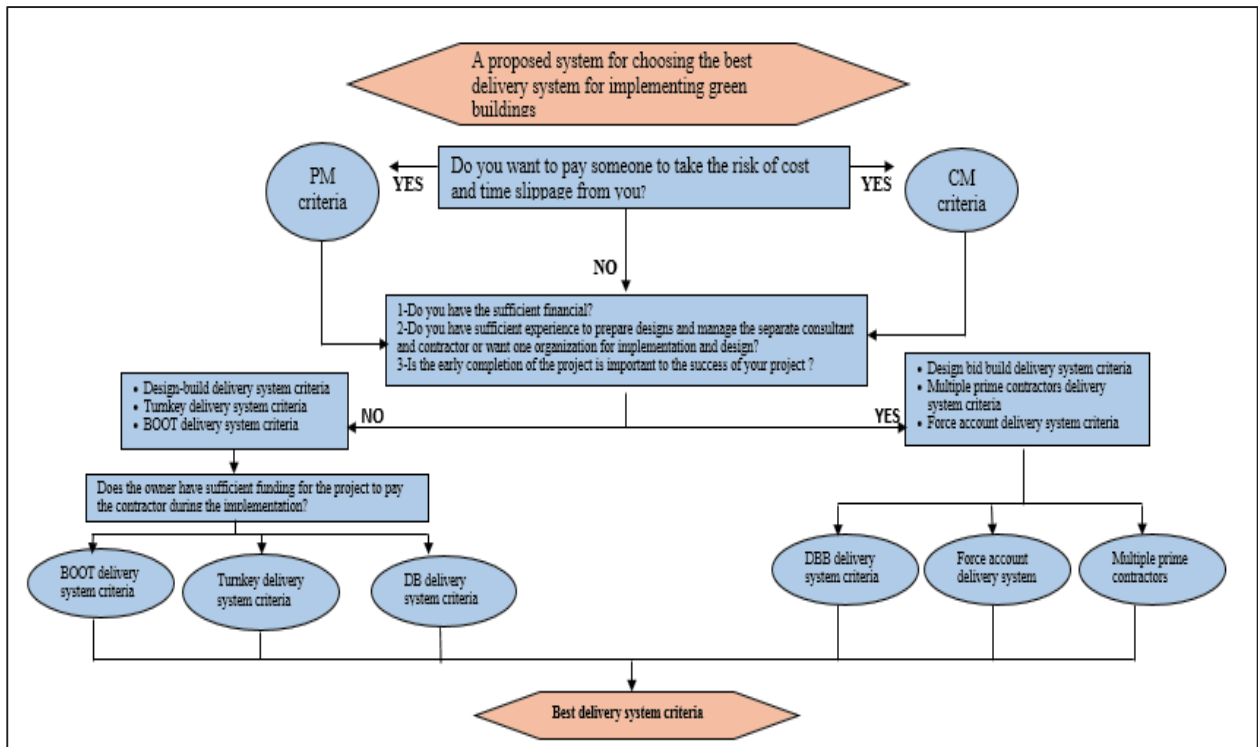 A proposed system for choosing the best
delivery system for implementing green
buildings
Do you want to pay someone to take the risk of cost
and time slippage from you?
YES
YES
PM
criteria
CM
criteria
NO
1-Do you have the sufficient financial?
2-Do you have sufficient experience to prepare designs and manage the separate consultant
and contractor or want one organization for implementation and design?
3-Is the early completion of the project is important to the success of your project ?
• Design-build delivery system criteria
• Turnkey delivery system criteria
• BOOT delivery system criteria
NO
YES
• Design bid build delivery system criteria
• Multiple prime contractors delivery
system criteria
• Force account delivery system criteria
Does the owner have sufficient funding for the project to pay
the contractor during the implementation?
BOOT delivery
system criteria
Turnkey delivery
system criteria
DB delivery
system criteria
DBB delivery
system criteria
Force account
delivery system
Multiple prime
contractors
Best delivery system criteria